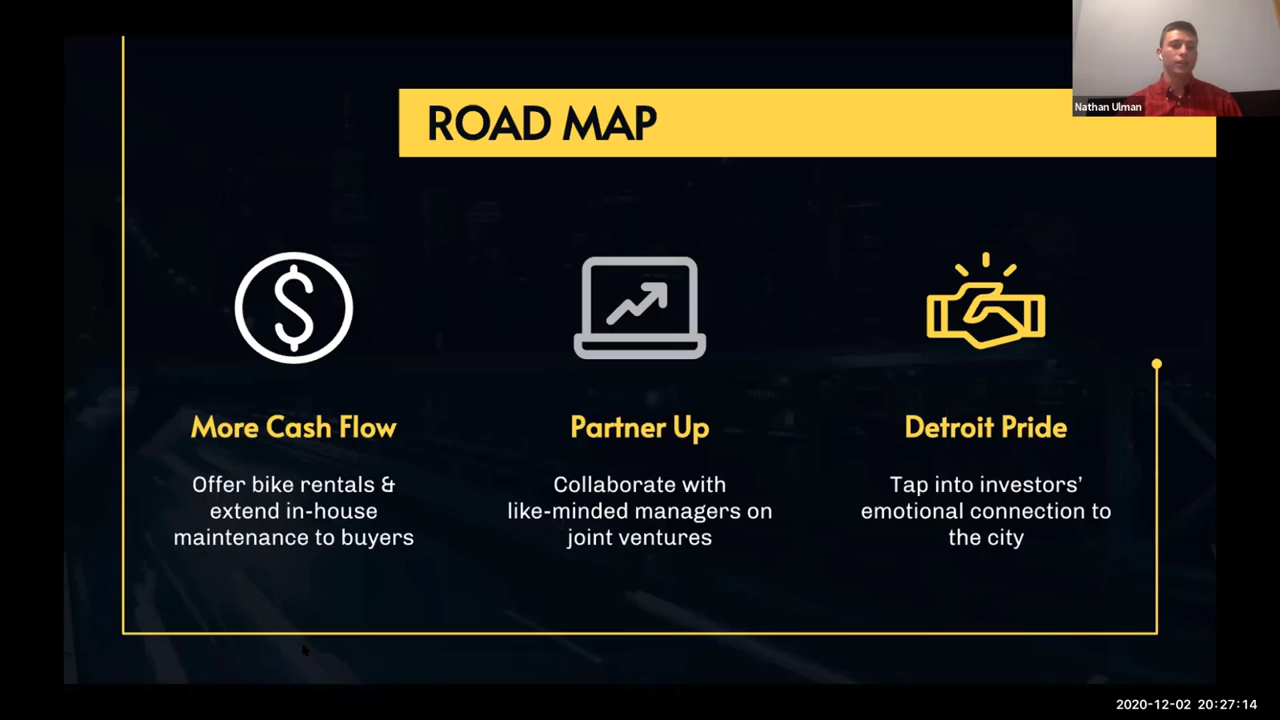 Nathan Ulman
ROAD MAP
More Cash Flow
Offer bike rentals &
extend in-house
maintenance to buyers
Partner Up
Collaborate with
like-minded managers on
joint ventures
Detroit Pride
Tap into investors'
emotional connection to
the city
2020-12-02 20:27:14